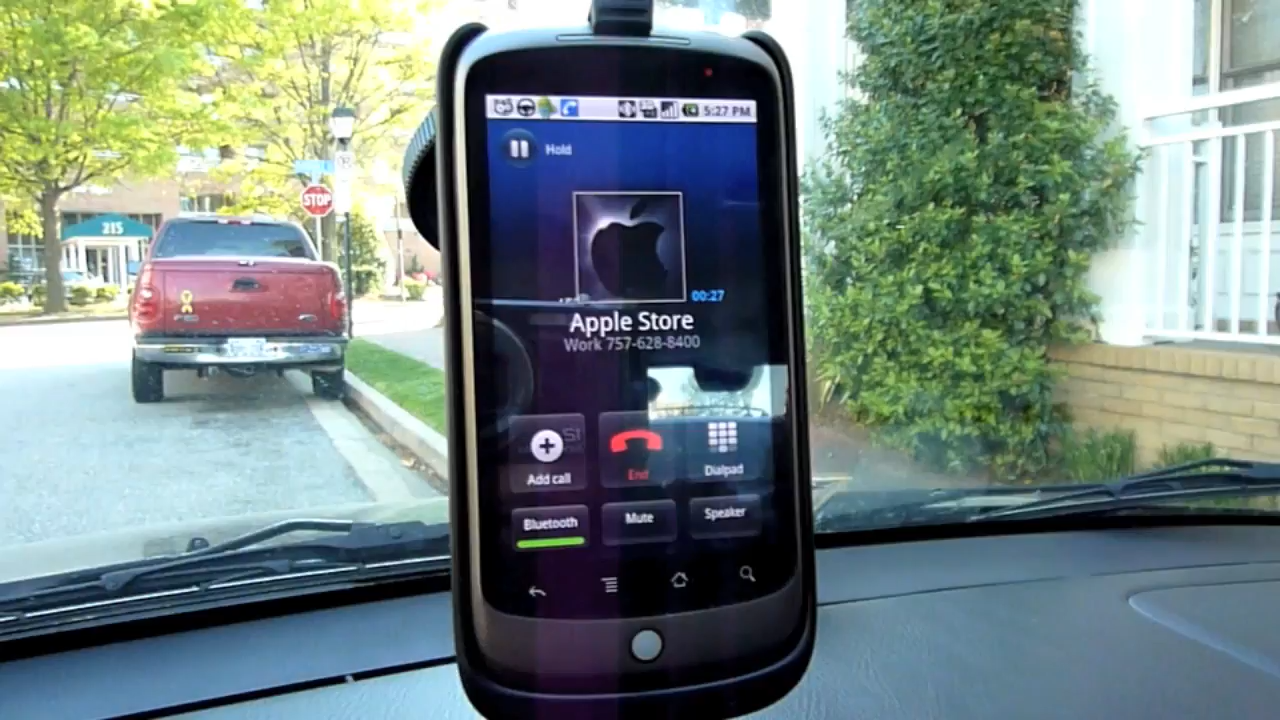 5:27 PM
Hold
STOP
215
00:27
Apple Store
Work 757-628-8400
Add call
End
Dialpad
Bluetooth
Mute
Speaker